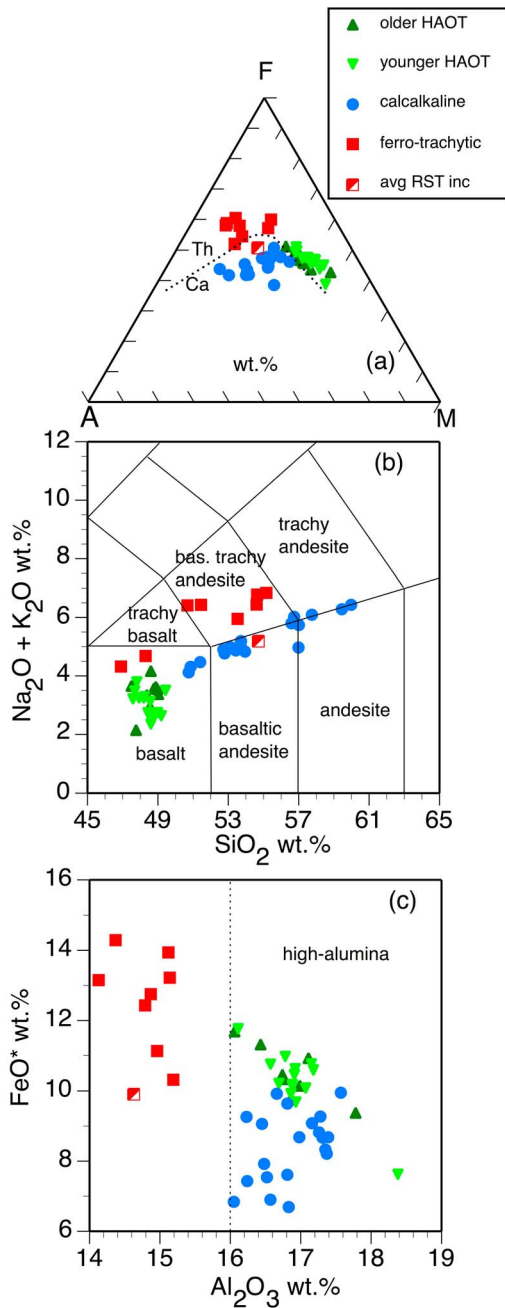 older HAOT
younger HAOT
calcalkaline
ferro-trachytic
avg RST inc
F
Th
Ca
wt.%
(a)
A
M
12
10
8
6
4
2
0
Na₂O + K₂O wt.%
(b)
trachy
andesite
bas. trachy
andesite
trachy
basalt
basalt
basaltic
andesite
andesite
45
49
53
57
61
65
SiO₂ wt.%
16
14
12
10
8
6
FeO* wt.%
(c)
high-alumina
14
15
16
17
18
19
Al₂O₃ wt.%